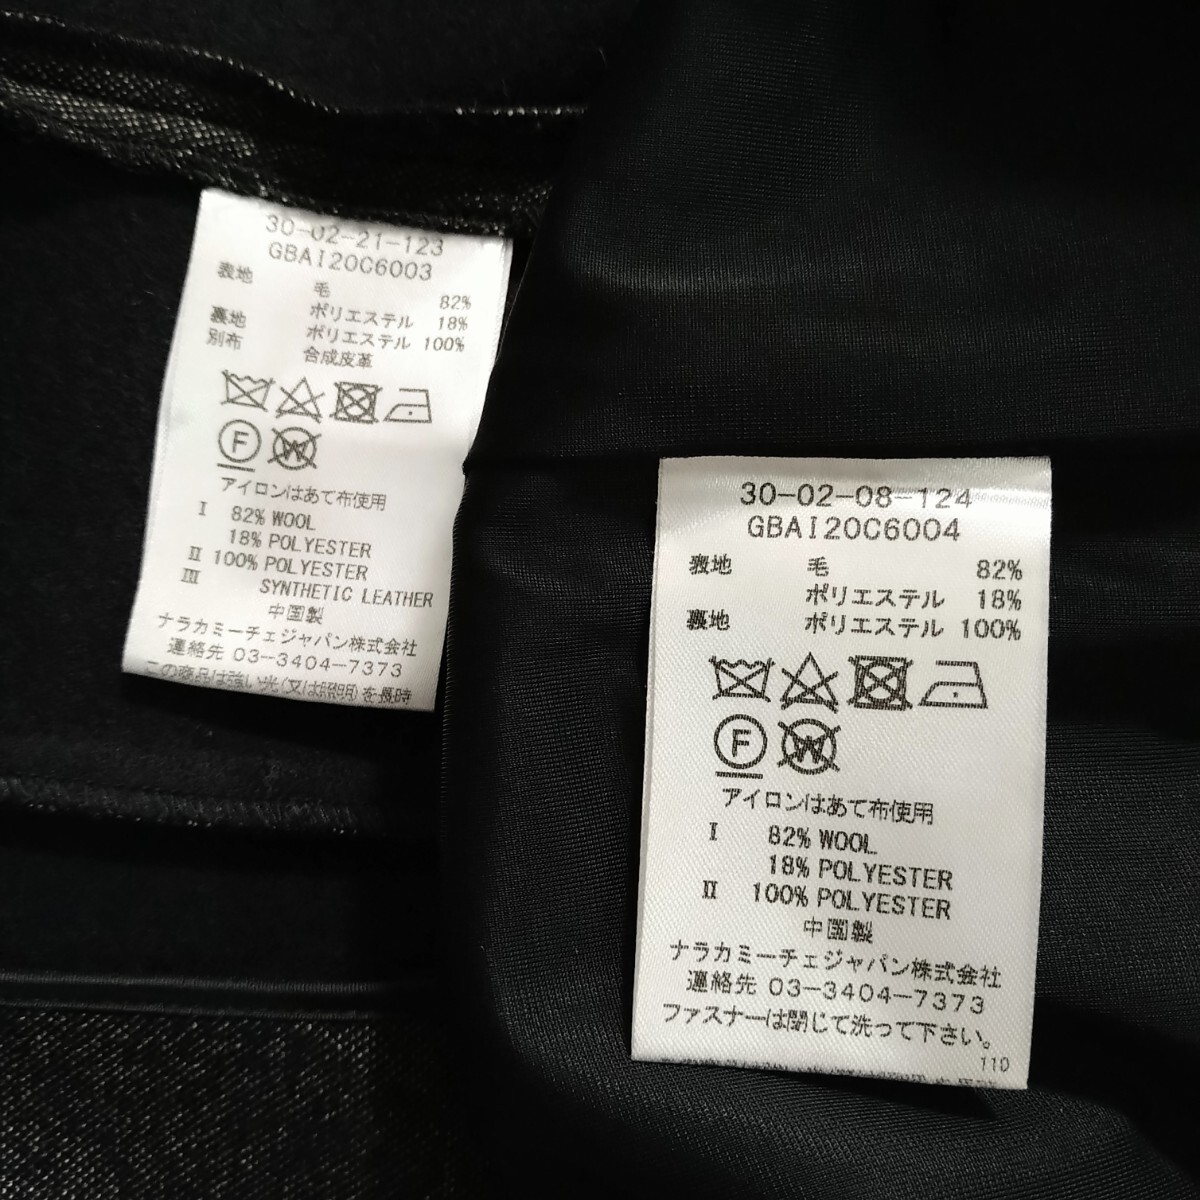 30-02-21-123
GBAI20C6003
表地 毛 82%
ポリエステル 18%
裏地 ポリエステル 100%
別布 合成皮革
F W
アイロンはあて布使用
Ⅰ 82% WOOL
18% POLYESTER
Ⅱ 100% POLYESTER
Ⅲ SYNTHETIC LEATHER
中国製
ナラカミーチェジャパン株式会社
連絡先 03-3404-7373
この商品は強い光(又は照明)を長時
30-02-08-124
GBAI20C6004
表地 毛 82%
ポリエステル 18%
裏地 ポリエステル 100%
F W
アイロンはあて布使用
Ⅰ 82% WOOL
18% POLYESTER
Ⅱ 100% POLYESTER
中国製
ナラカミーチェジャパン株式会社
連絡先 03-3404-7373
ファスナーは閉じて洗って下さい。
110